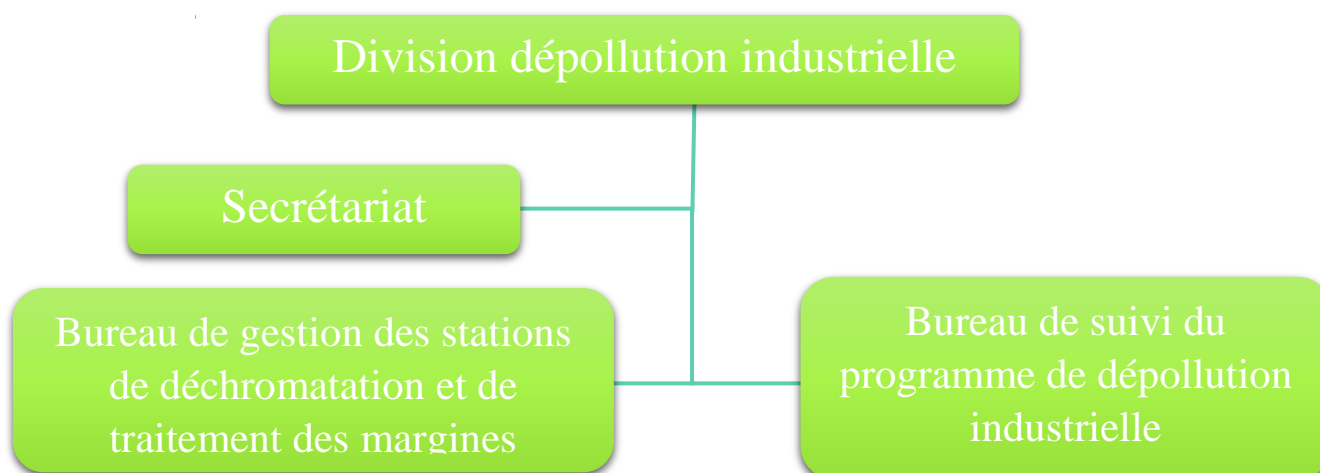 Division dépollution industrielle
Secrétariat
Bureau de gestion des stations
de déchromatation et de
traitement des margines
Bureau de suivi du
programme de dépollution
industrielle